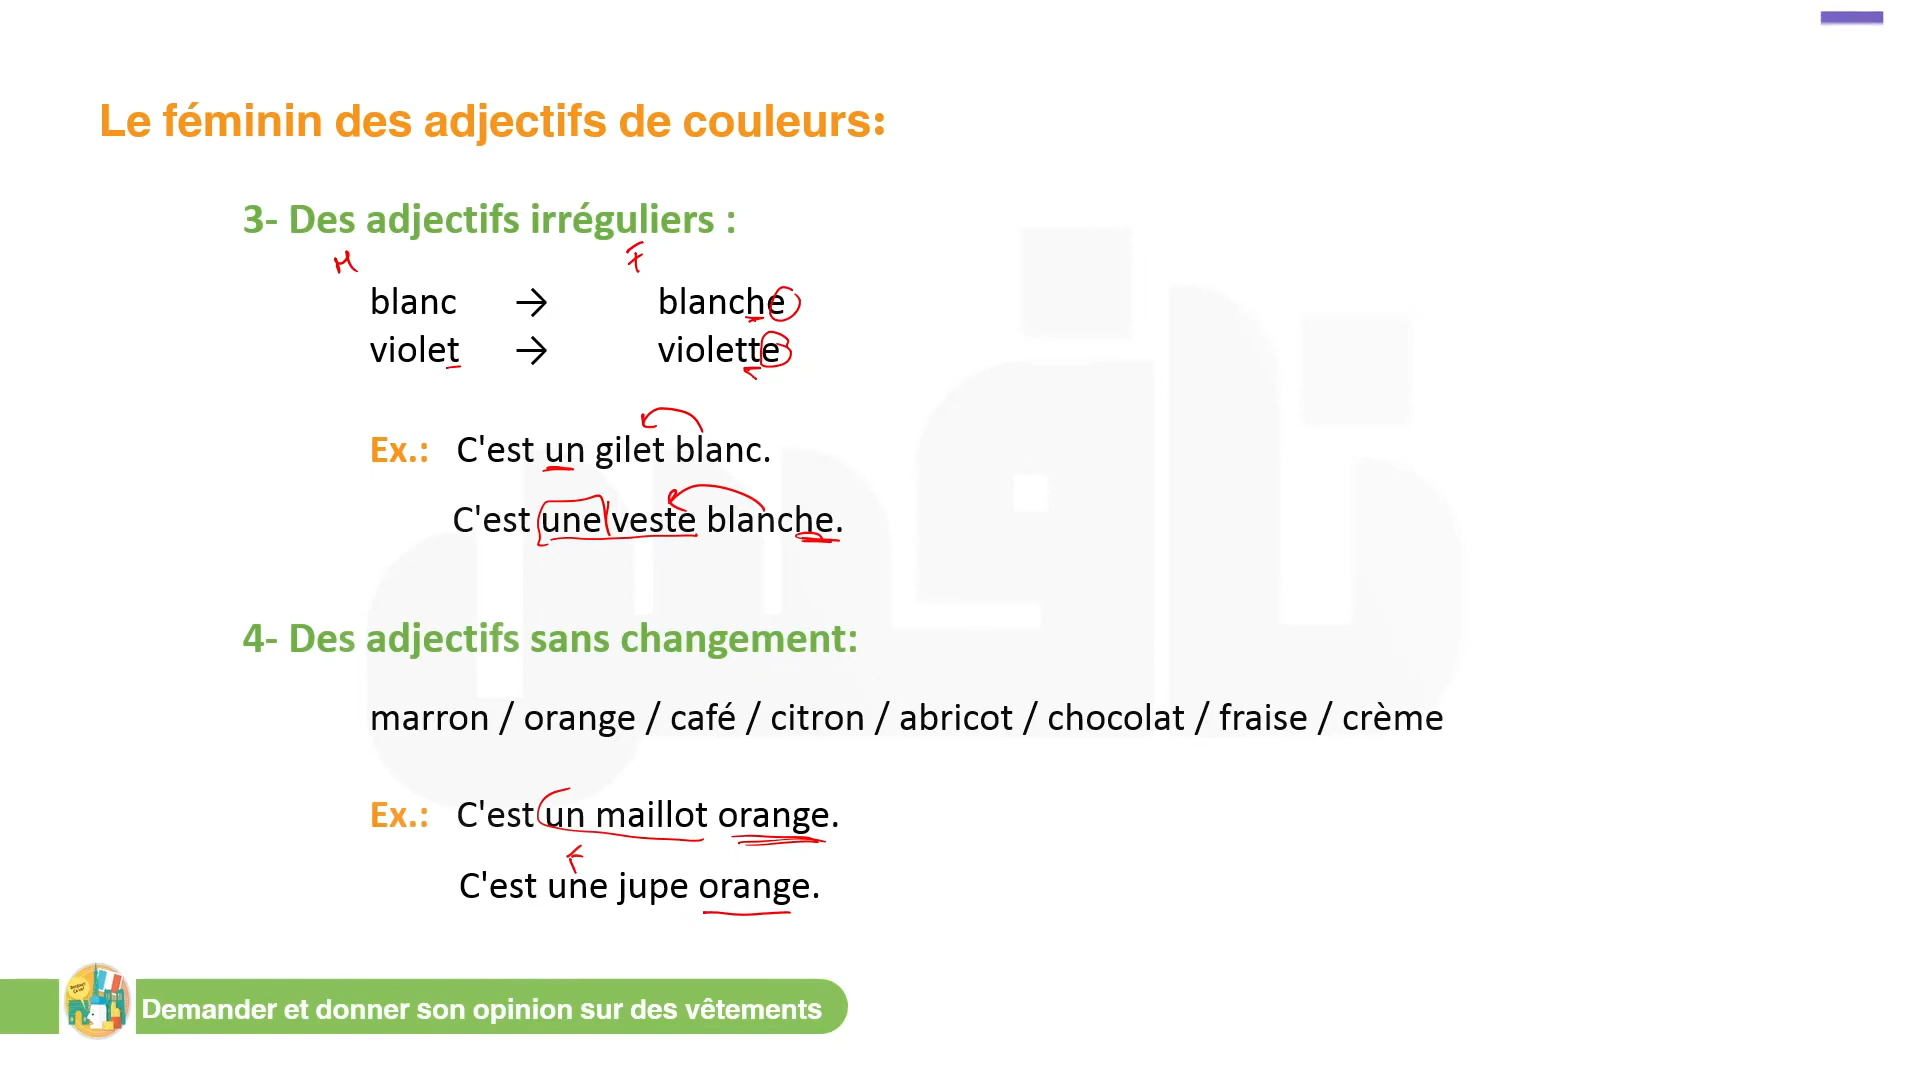 Le féminin des adjectifs de couleurs:
3- Des adjectifs irréguliers :
M F
blanc → blanche
violet → violette
Ex.: C'est un gilet blanc.
C'est une veste blanche.
4- Des adjectifs sans changement:
marron / orange / café / citron / abricot / chocolat / fraise / crème
Ex.: C'est un maillot orange.
F
C'est une jupe orange.
Demander et donner son opinion sur des vêtements